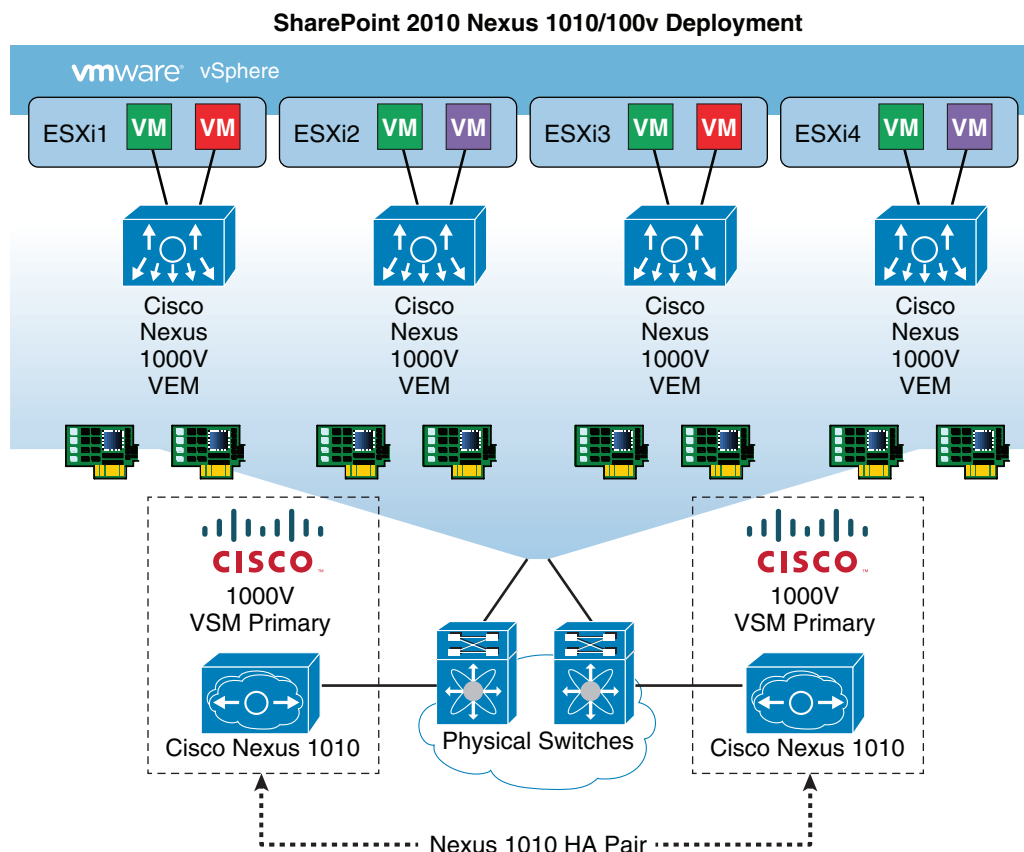 SharePoint 2010 Nexus 1010/100v Deployment
vmware® vSphere
ESXi1 VM VM ESXi2 VM VM ESXi3 VM VM ESXi4 VM VM
Cisco
Nexus
1000V
VEM
Cisco
Nexus
1000V
VEM
Cisco
Nexus
1000V
VEM
Cisco
Nexus
1000V
VEM
CISCO™
1000V
VSM Primary
Cisco Nexus 1010
Physical Switches
CISCO™
1000V
VSM Primary
Cisco Nexus 1010
Nexus 1010 HA Pair